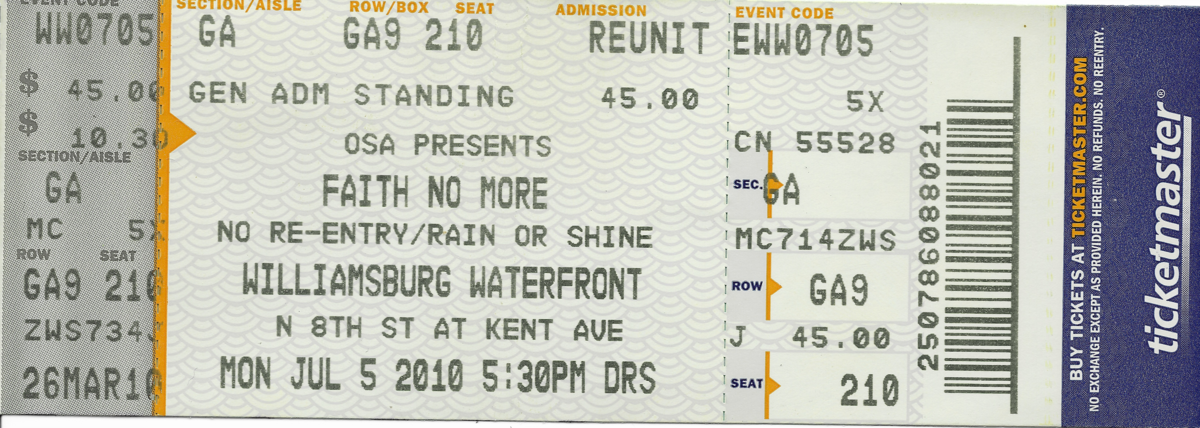 EVENT CODE
WW0705
$ 45.00
$ 10.30
SECTION/AISLE
GA
MC 5X
ROW SEAT
GA9 210
ZWS734J
26MAR10
SECTION/AISLE ROW/BOX SEAT ADMISSION
GA GA9 210 REUNIT
GEN ADM STANDING 45.00
OSA PRESENTS
FAITH NO MORE
NO RE-ENTRY/RAIN OR SHINE
WILLIAMSBURG WATERFRONT
N 8TH ST AT KENT AVE
MON JUL 5 2010 5:30PM DRS
EVENT CODE
EWW0705
5X
CN 55528
SEC. GA
MC714ZWS
ROW GA9
J 45.00
SEAT 210
250786088021
BUY TICKETS AT TICKETMASTER.COM
NO EXCHANGE EXCEPT AS PROVIDED HEREIN. NO REFUNDS. NO REENTRY.
ticketmaster®